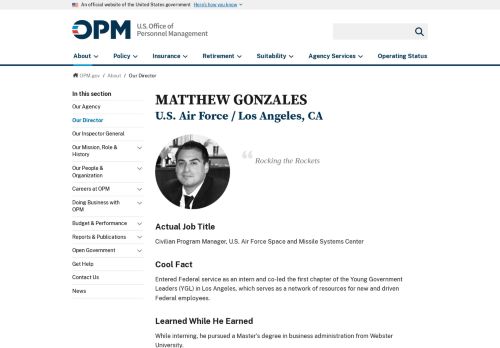 An official website of the United States government Here's how you know
OPM U.S. Office of
Personnel Management
About Policy Insurance Retirement Suitability Agency Services Operating Status
OPM.gov / About / Our Director
In this section
Our Agency
Our Director
Our Inspector General
Our Mission, Role &
History
Our People &
Organization
Careers at OPM
Doing Business with
OPM
Budget & Performance
Reports & Publications
Open Government
Get Help
Contact Us
News
MATTHEW GONZALES
U.S. Air Force / Los Angeles, CA
“ Rocking the Rockets
Actual Job Title
Civilian Program Manager, U.S. Air Force Space and Missile Systems Center
Cool Fact
Entered Federal service as an intern and co-led the first chapter of the Young Government
Leaders (YGL) in Los Angeles, which serves as a network of resources for new and driven
Federal employees.
Learned While He Earned
While interning, he pursued a Master's degree in business administration from Webster
University.